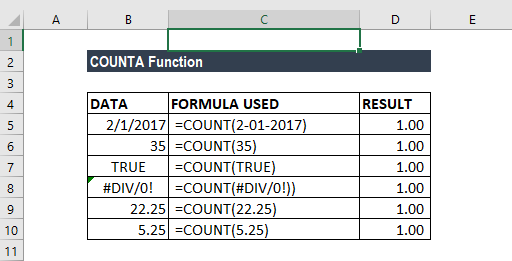 A B C D E
1
2 COUNTA Function
3
4 DATA FORMULA USED RESULT
5 2/1/2017 =COUNT(2-01-2017) 1.00
6 35 =COUNT(35) 1.00
7 TRUE =COUNT(TRUE) 1.00
8 #DIV/0! =COUNT(#DIV/0!)) 1.00
9 22.25 =COUNT(22.25) 1.00
10 5.25 =COUNT(5.25) 1.00
11